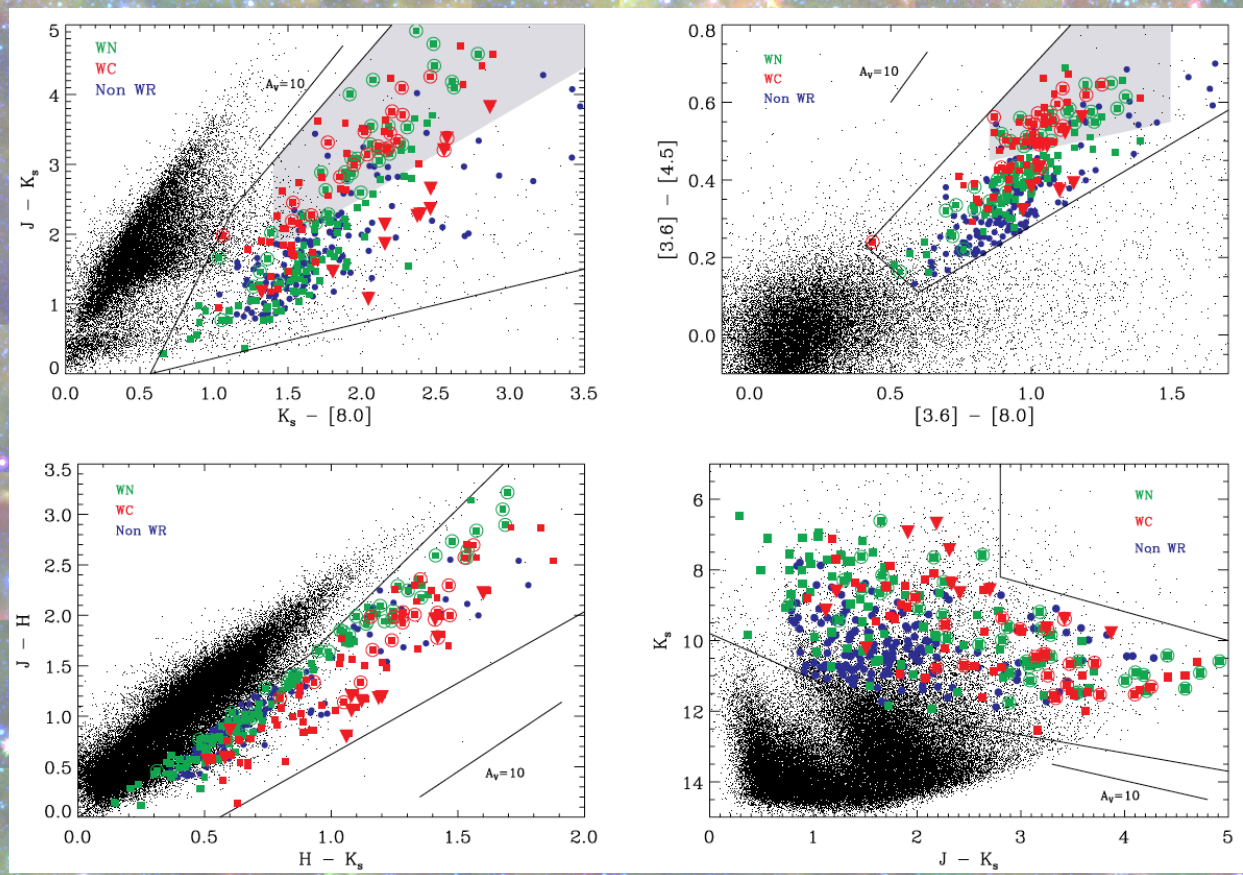 5
4
3
2
1
0
J − Ks
WN
WC
Non WR
Av=10
0.0 0.5 1.0 1.5 2.0 2.5 3.0 3.5
Ks − [8.0]
0.8
0.6
0.4
0.2
0.0
[3.6] − [4.5]
WN
WC
Non WR
Av=10
0.0 0.5 1.0 1.5
[3.6] − [8.0]
3.5
3.0
2.5
2.0
1.5
1.0
0.5
0.0
J − H
WN
WC
Non WR
Av=10
0.0 0.5 1.0 1.5 2.0
H − Ks
6
8
10
12
14
Ks
WN
WC
Non WR
Av=10
0 1 2 3 4 5
J − Ks